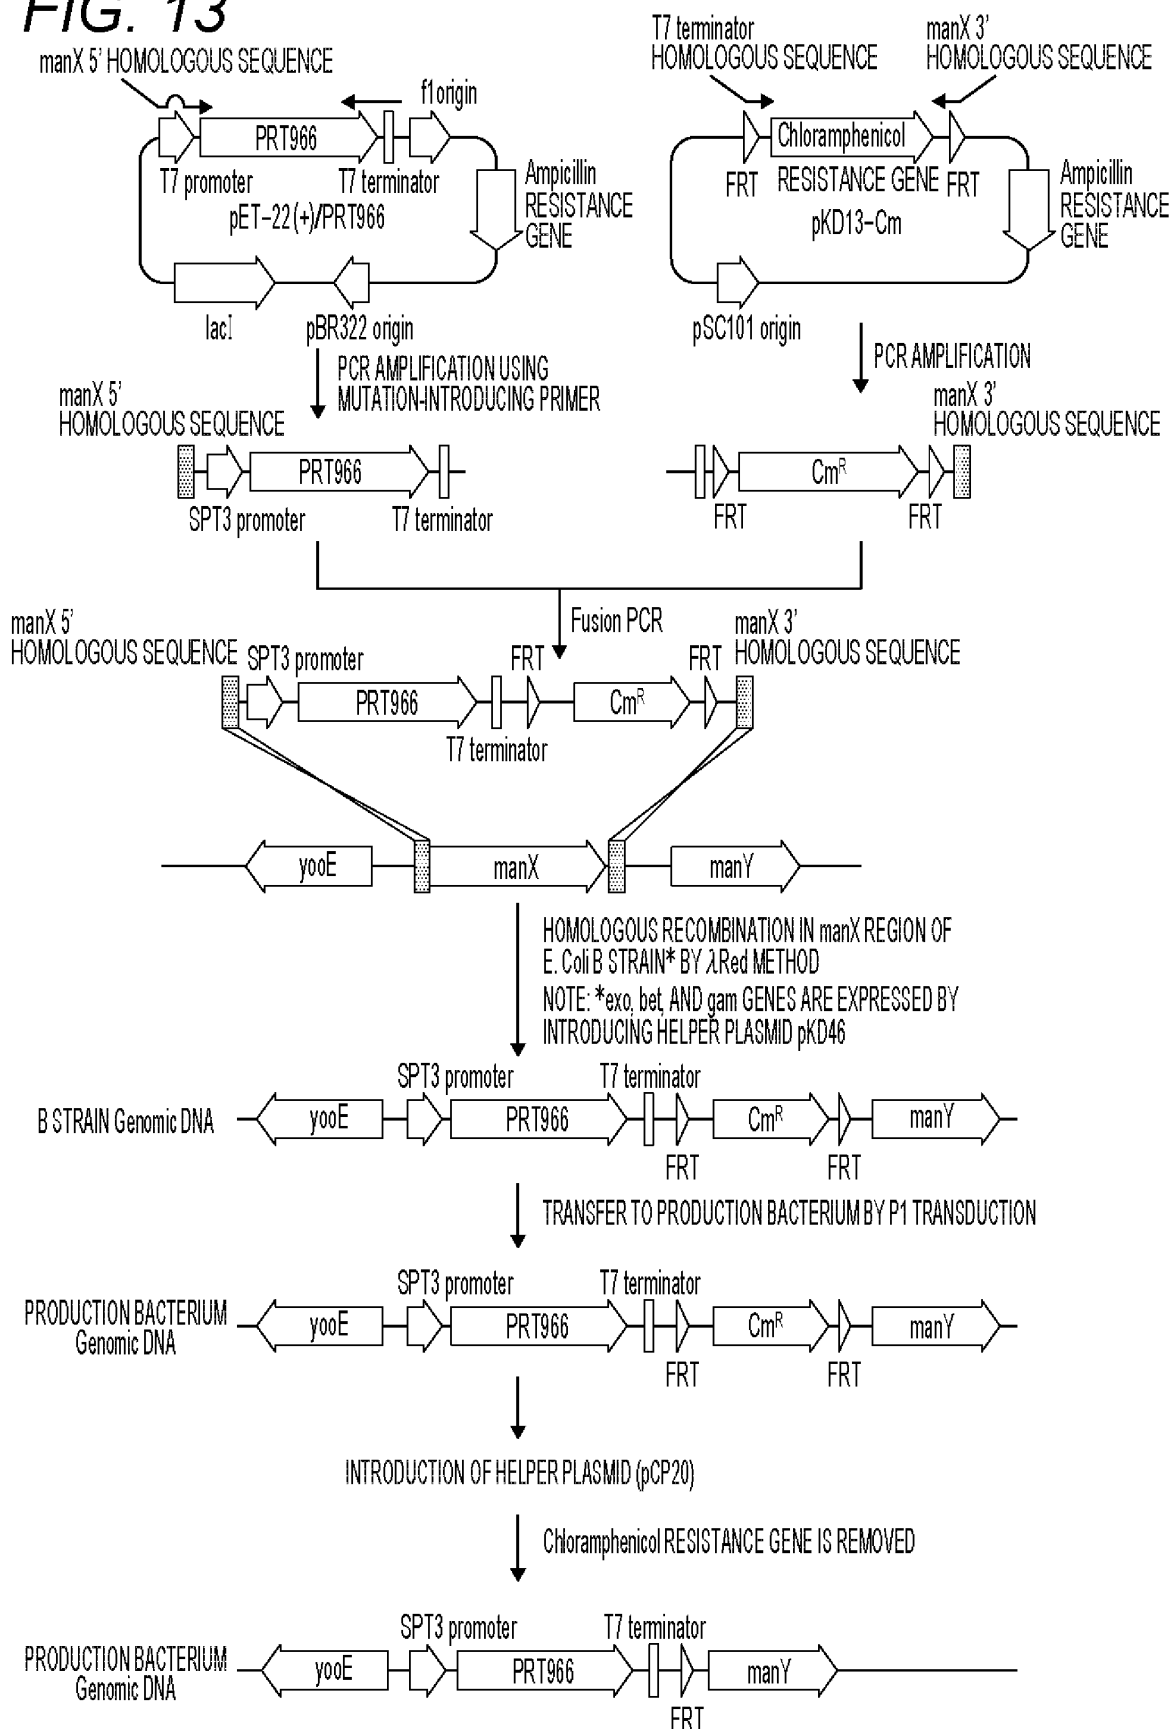 FIG. 13
manX 5' HOMOLOGOUS SEQUENCE
f1origin
PRT966
T7 promoter
T7 terminator
pET-22(+)/PRT966
Ampicillin
RESISTANCE
GENE
lacI
pBR322 origin
T7 terminator
HOMOLOGOUS SEQUENCE
manX 3'
HOMOLOGOUS SEQUENCE
Chloramphenicol
FRT
RESISTANCE GENE
FRT
pKD13-Cm
Ampicillin
RESISTANCE
GENE
pSC101 origin
PCR AMPLIFICATION USING
MUTATION-INTRODUCING PRIMER
PCR AMPLIFICATION
manX 5'
HOMOLOGOUS SEQUENCE
PRT966
SPT3 promoter
T7 terminator
manX 3'
HOMOLOGOUS SEQUENCE
CmR
FRT
FRT
Fusion PCR
manX 5'
HOMOLOGOUS SEQUENCE
SPT3 promoter
FRT
FRT
manX 3'
HOMOLOGOUS SEQUENCE
PRT966
CmR
T7 terminator
yooE
manX
manY
HOMOLOGOUS RECOMBINATION IN manX REGION OF
E. Coli B STRAIN* BY λRed METHOD
NOTE: *exo, bet, AND gam GENES ARE EXPRESSED BY
INTRODUCING HELPER PLASMID pKD46
SPT3 promoter
T7 terminator
B STRAIN Genomic DNA
yooE
PRT966
CmR
manY
FRT
FRT
TRANSFER TO PRODUCTION BACTERIUM BY P1 TRANSDUCTION
SPT3 promoter
T7 terminator
PRODUCTION BACTERIUM
Genomic DNA
yooE
PRT966
CmR
manY
FRT
FRT
INTRODUCTION OF HELPER PLASMID (pCP20)
Chloramphenicol RESISTANCE GENE IS REMOVED
SPT3 promoter
T7 terminator
PRODUCTION BACTERIUM
Genomic DNA
yooE
PRT966
manY
FRT